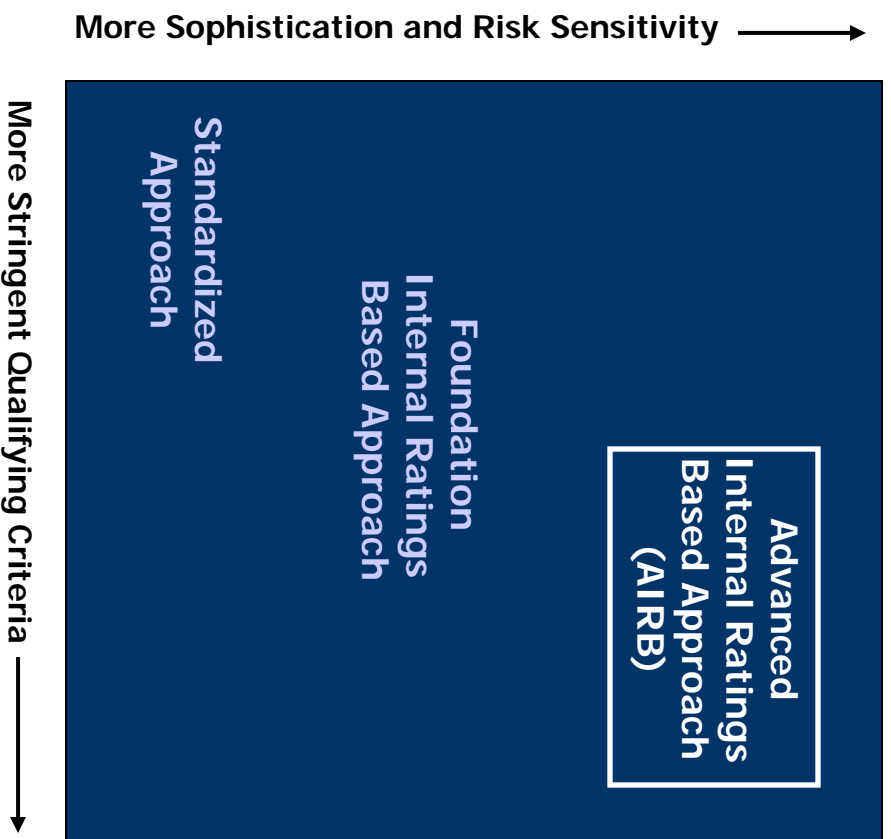 More Sophistication and Risk Sensitivity
More Stringent Qualifying Criteria
Standardized
Approach
Foundation
Internal Ratings
Based Approach
Advanced
Internal Ratings
Based Approach
(AIRB)